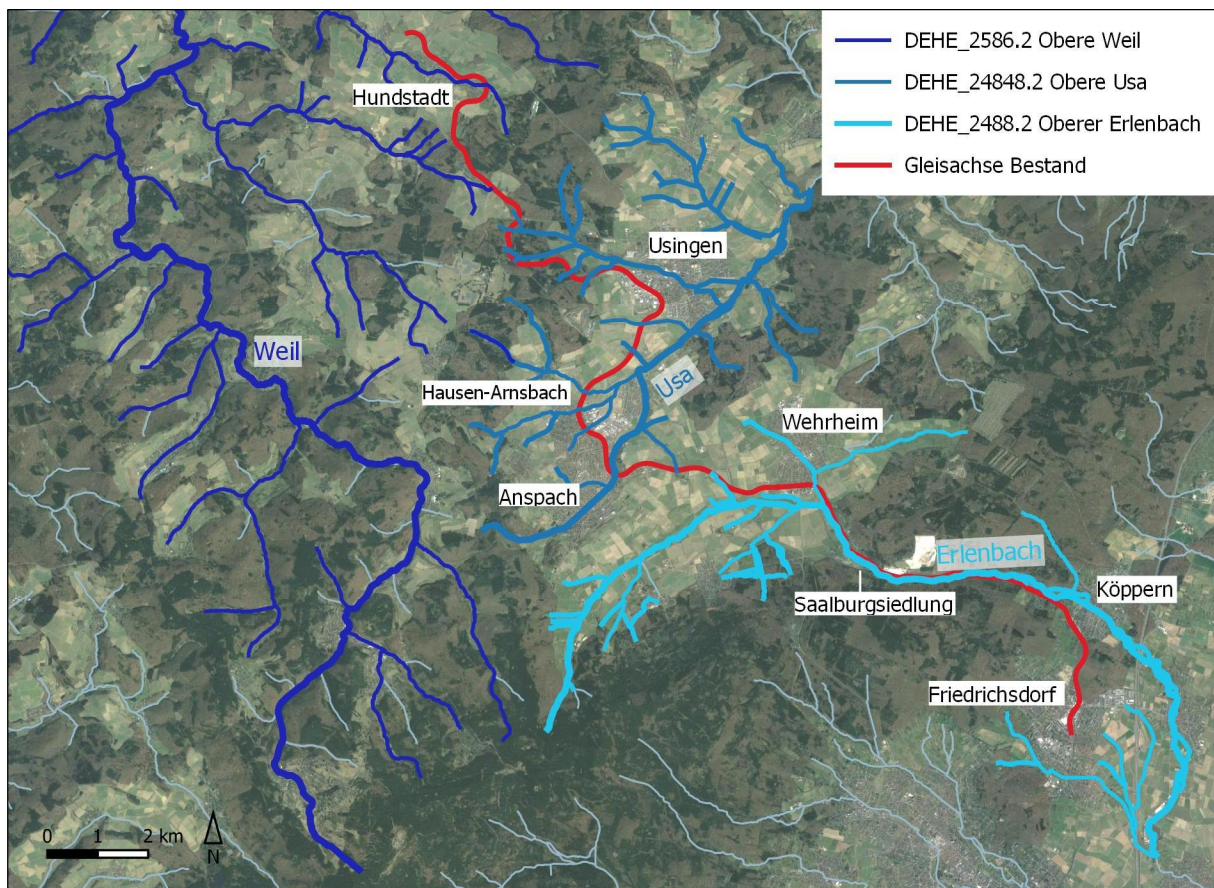 DEHE_2586.2 Obere Weil
DEHE_24848.2 Obere Usa
DEHE_2488.2 Oberer Erlenbach
Gleisachse Bestand
Hundstadt
Usingen
Weil
Usa
Hausen-Arnsbach
Wehrheim
Anspach
Erlenbach
Köppern
Saalburgsiedlung
Friedrichsdorf
0 1 2 km
N